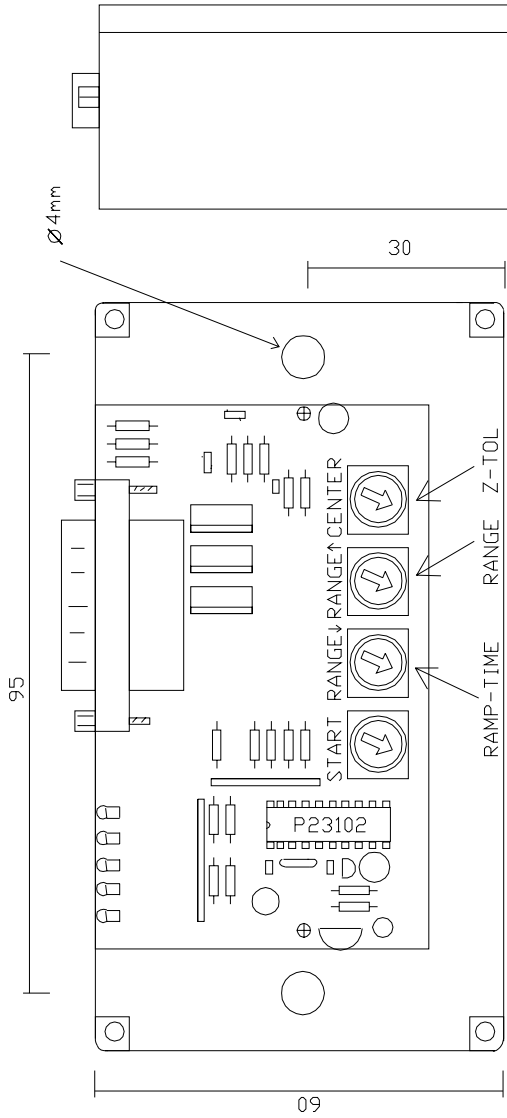 Ø4mm
30
95
START RANGE↓ RANGE↑ CENTER
RAMP-TIME RANGE Z-TOL
P23102
60